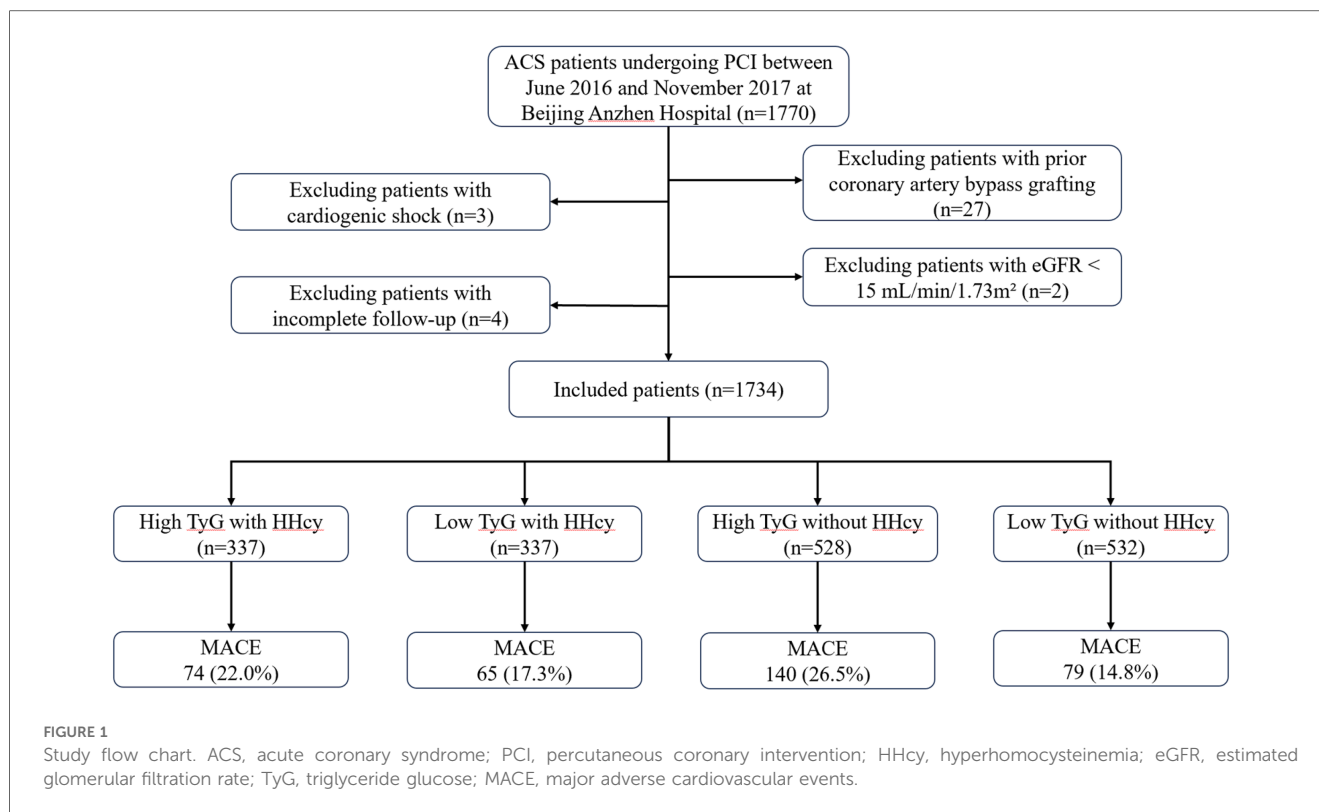 ACS patients undergoing PCI between
June 2016 and November 2017 at
Beijing Anzhen Hospital (n=1770)
Excluding patients with prior
coronary artery bypass grafting
(n=27)
Excluding patients with
cardiogenic shock (n=3)
Excluding patients with eGFR <
15 mL/min/1.73m² (n=2)
Excluding patients with
incomplete follow-up (n=4)
Included patients (n=1734)
High TyG with HHcy
(n=337)
Low TyG with HHcy
(n=337)
High TyG without HHcy
(n=528)
Low TyG without HHcy
(n=532)
MACE
74 (22.0%)
MACE
65 (17.3%)
MACE
140 (26.5%)
MACE
79 (14.8%)
FIGURE 1
Study flow chart. ACS, acute coronary syndrome; PCI, percutaneous coronary intervention; HHcy, hyperhomocysteinemia; eGFR, estimated
glomerular filtration rate; TyG, triglyceride glucose; MACE, major adverse cardiovascular events.